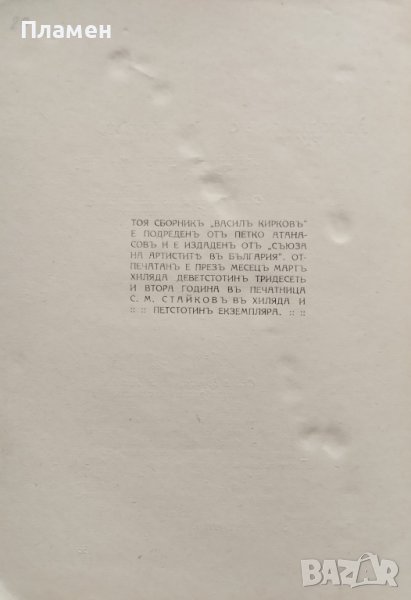 Пламен
ТОЯ СБОРНИКЪ „ВАСИЛЪ КИРКОВЪ"
Е ПОДРЕДЕНЪ ОТЪ ПЕТКО АТАНА-
СОВЪ И Е ИЗДАДЕНЪ ОТЪ „СЪЮЗА
НА АРТИСТИТѢ ВЪ БЪЛГАРИЯ". ОТ-
ПЕЧАТАНЪ Е ПРЕЗЪ МЕСЕЦЪ МАРТЪ
ХИЛЯДА ДЕВЕТСТОТИНЪ ТРИДЕСЕТЬ
И ВТОРА ГОДИНА ВЪ ПЕЧАТНИЦА
С. М. СТАЙКОВЪ ВЪ ХИЛЯДА И
:: :: ПЕТСТОТИНЪ ЕКЗЕМПЛЯРА. :: ::
BAZAR